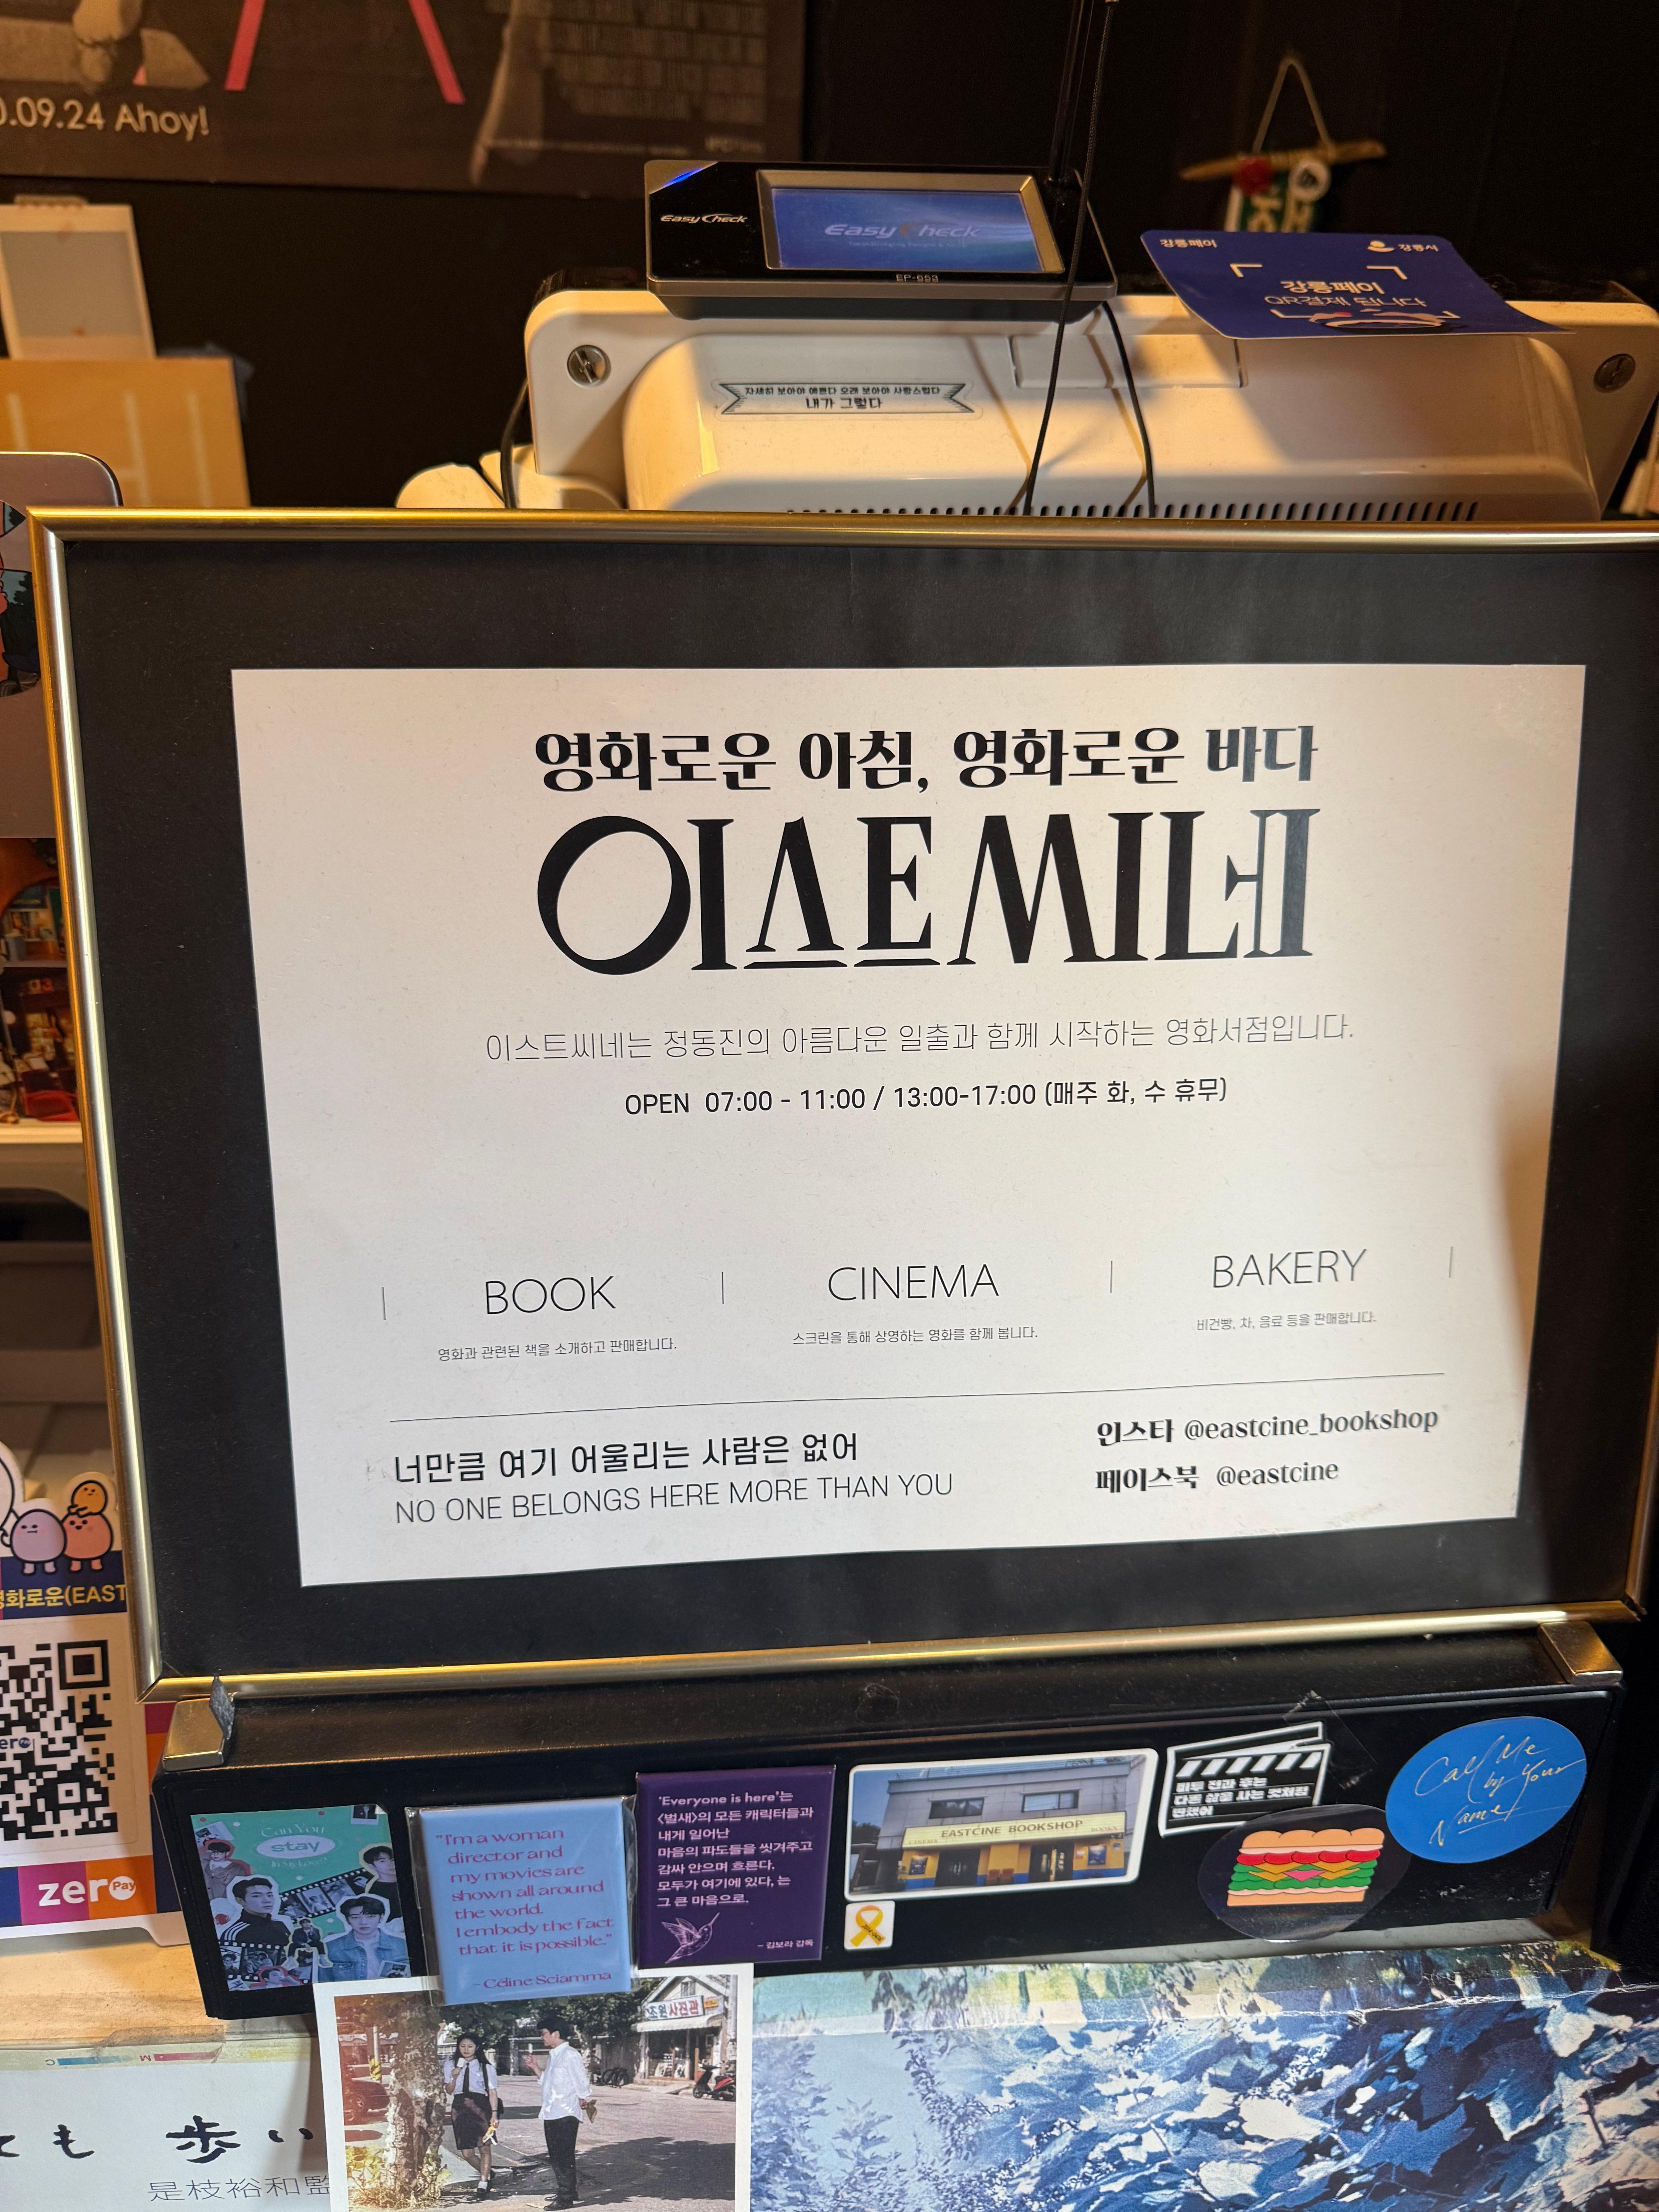 0.09.24 Ahoy!
EasyCheck
EasyCheck
EP-653
강릉페이
강릉시
강릉페이
QR결제 됩니다
자세히 보아야 예쁘다 오래 보아야 사랑스럽다
내가 그렇다
영화로운 아침, 영화로운 바다
이스트씨네
이스트씨네는 정동진의 아름다운 일출과 함께 시작하는 영화서점입니다.
OPEN 07:00 - 11:00 / 13:00-17:00 (매주 화, 수 휴무)
BOOK
영화과 관련된 책을 소개하고 판매합니다.
CINEMA
스크린을 통해 상영하는 영화를 함께 봅니다.
BAKERY
비건빵, 차, 음료 등을 판매합니다.
너만큼 여기 어울리는 사람은 없어
NO ONE BELONGS HERE MORE THAN YOU
인스타 @eastcine_bookshop
페이스북 @eastcine
영화로운(EAST
zeroPay
Can You
stay
"I'm a woman
director and
my movies are
shown all around
the world.
I embody the fact
that it is possible."
- Céline Sciamma
'Everyone is here'는
<벌새>의 모든 캐릭터들과
내게 일어난
마음의 파도들을 씻겨주고
감싸 안으며 흐른다.
모두가 여기에 있다, 는
그 큰 마음으로.
- 김보라 감독
EASTCINE BOOKSHOP
CINEMA
BOOKS
Call Me
by Your
Name
초원사진관
ても 歩い
是枝裕和監